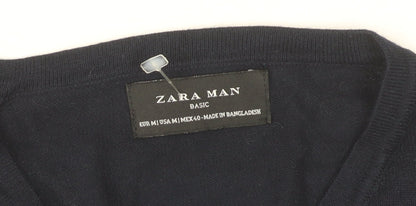 ZARA MAN
BASIC
EUR M | USA M | MEX 40 - MADE IN BANGLADESH